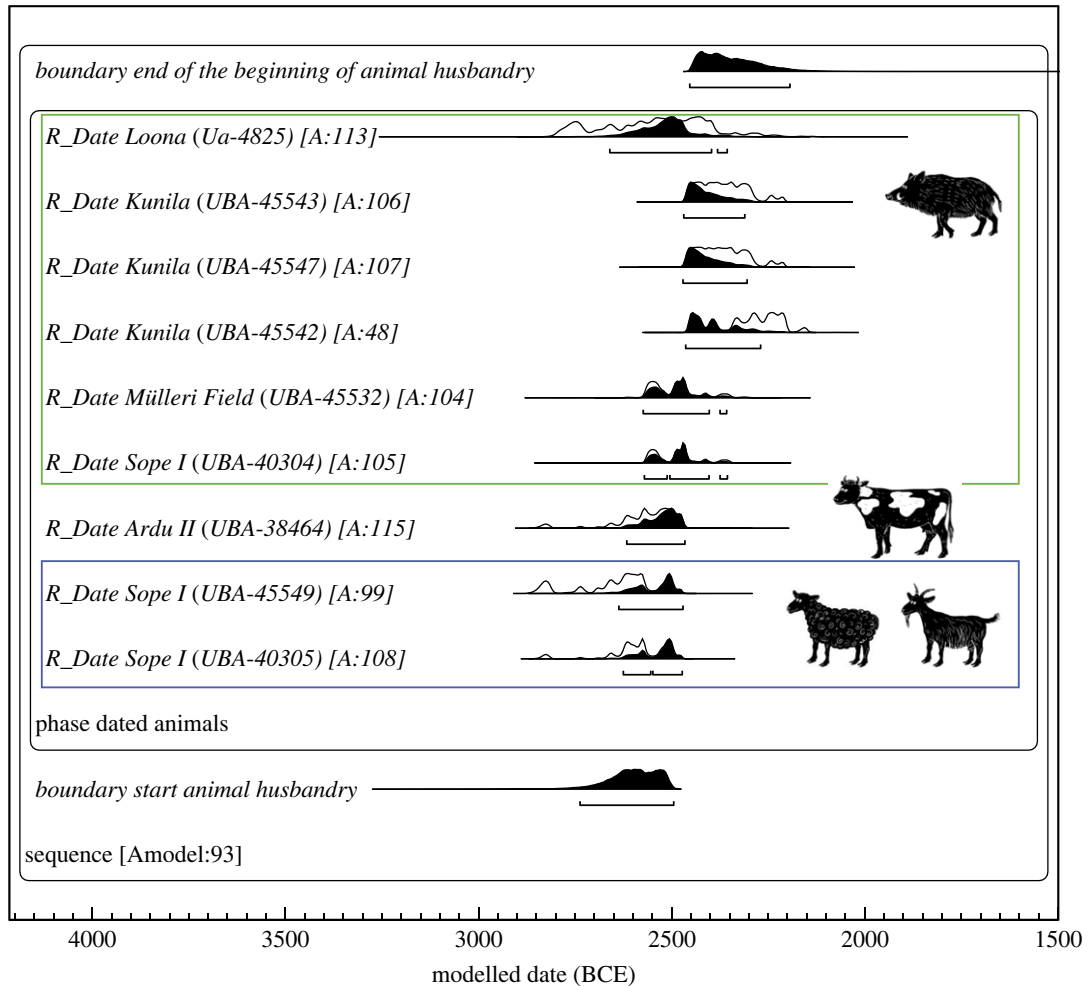 boundary end of the beginning of animal husbandry
R_Date Loona (Ua-4825) [A:113]
R_Date Kunila (UBA-45543) [A:106]
R_Date Kunila (UBA-45547) [A:107]
R_Date Kunila (UBA-45542) [A:48]
R_Date Mülleri Field (UBA-45532) [A:104]
R_Date Sope I (UBA-40304) [A:105]
R_Date Ardu II (UBA-38464) [A:115]
R_Date Sope I (UBA-45549) [A:99]
R_Date Sope I (UBA-40305) [A:108]
phase dated animals
boundary start animal husbandry
sequence [Amodel:93]
4000 3500 3000 2500 2000 1500
modelled date (BCE)